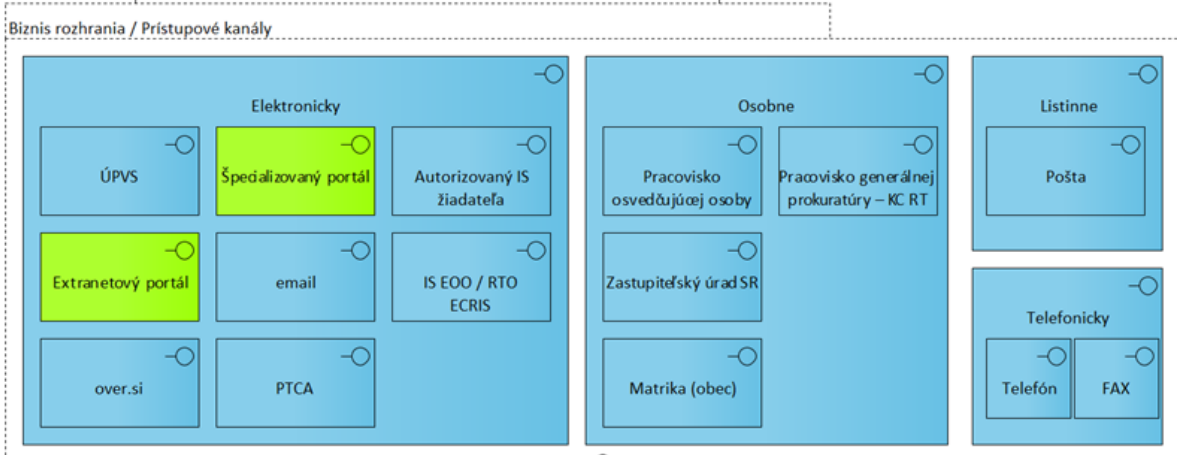 Biznis rozhrania / Prístupové kanály
Elektronicky
ÚPVS
Špecializovaný portál
Autorizovaný IS
žiadateľa
Extranetový portál
email
IS EOO / RTO
ECRIS
over.si
PTCA
Osobne
Pracovisko
osvedčujúcej osoby
Pracovisko generálnej
prokuratúry – KC RT
Zastupiteľský úrad SR
Matrika (obec)
Listinne
Pošta
Telefonicky
Telefón
FAX